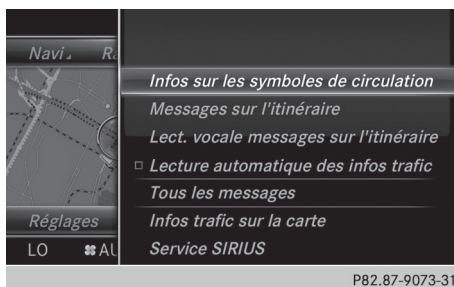 Navi
Infos sur les symboles de circulation
Messages sur l'itinéraire
Lect. vocale messages sur l'itinéraire
Lecture automatique des infos trafic
Tous les messages
Réglages
Infos trafic sur la carte
LO
Service SIRIUS
P82.87-9073-31